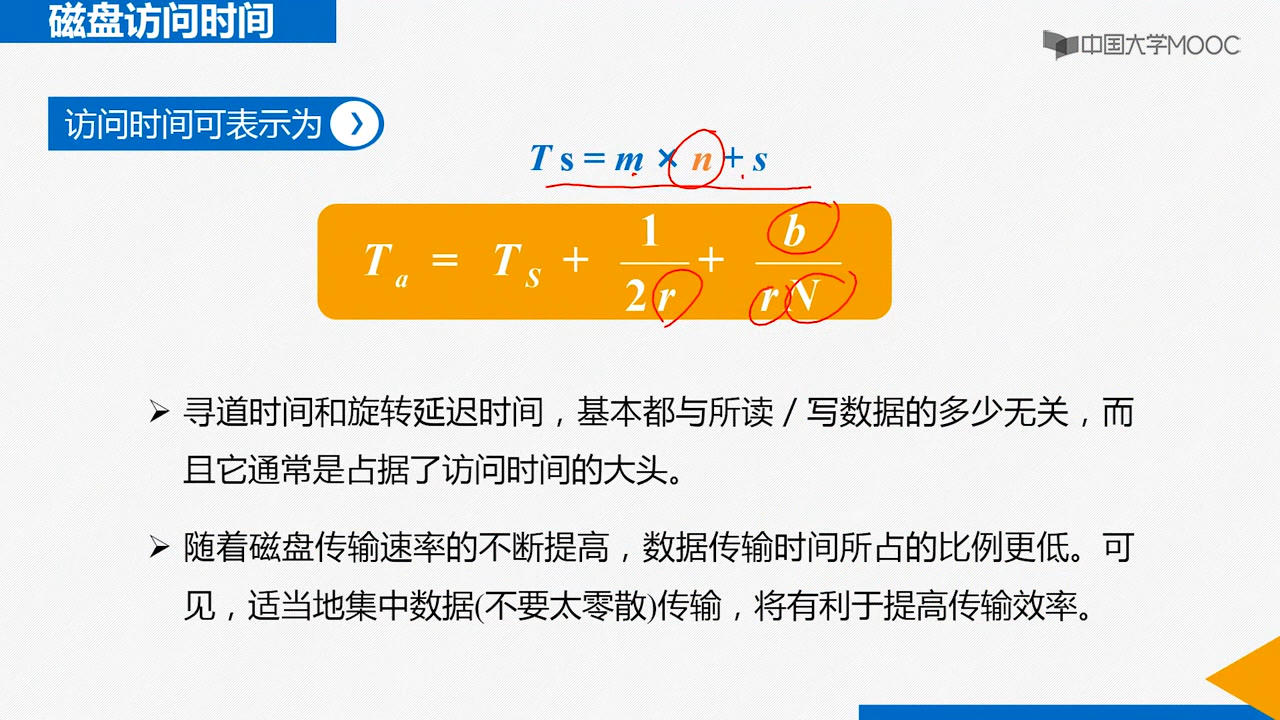 磁盘访问时间
中国大学MOOC
访问时间可表示为
T s = m × n + s
T_a = T_S + 1/(2r) + b/(rN)
寻道时间和旋转延迟时间，基本都与所读 / 写数据的多少无关，而
且它通常是占据了访问时间的大头。
随着磁盘传输速率的不断提高，数据传输时间所占的比例更低。可
见，适当地集中数据(不要太零散)传输，将有利于提高传输效率。